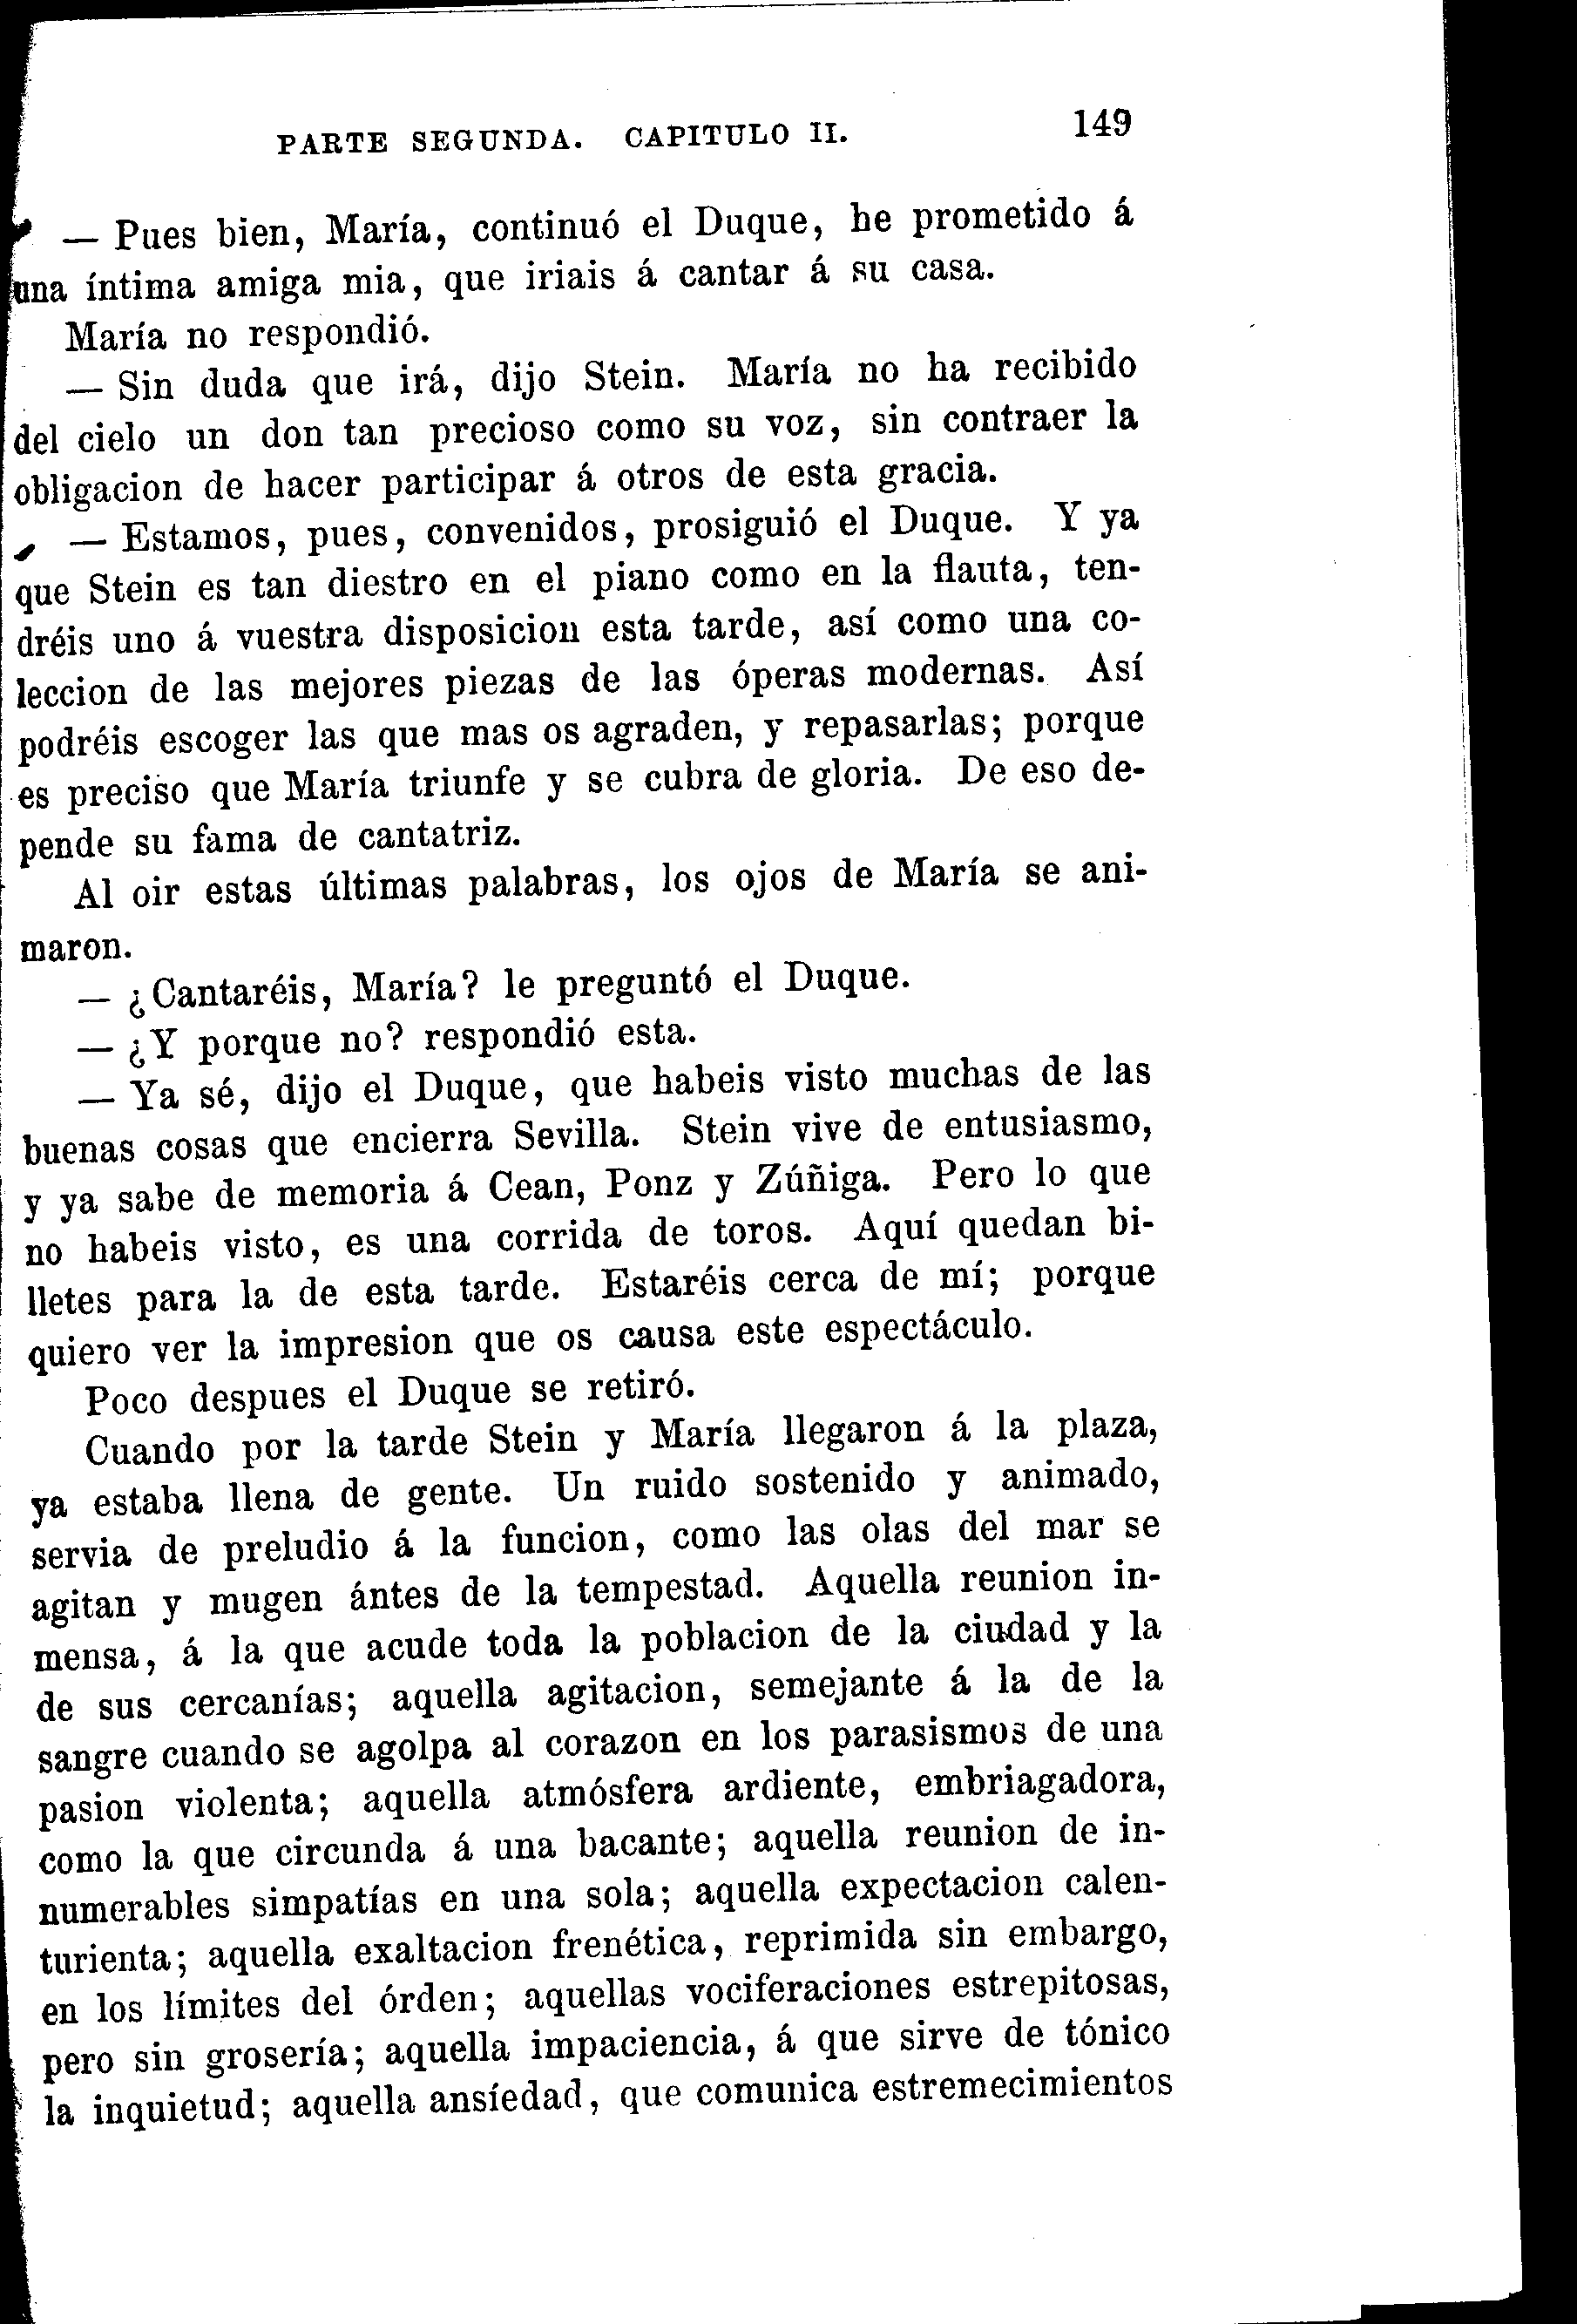 PARTE SEGUNDA. CAPITULO II. 149
— Pues bien, María, continuó el Duque, he prometido á
una íntima amiga mia, que iriais á cantar á su casa.
María no respondió.
— Sin duda que irá, dijo Stein. María no ha recibido
del cielo un don tan precioso como su voz, sin contraer la
obligacion de hacer participar á otros de esta gracia.
— Estamos, pues, convenidos, prosiguió el Duque. Y ya
que Stein es tan diestro en el piano como en la flauta, ten-
dréis uno á vuestra disposicion esta tarde, así como una co-
leccion de las mejores piezas de las óperas modernas. Así
podréis escoger las que mas os agraden, y repasarlas; porque
es preciso que María triunfe y se cubra de gloria. De eso de-
pende su fama de cantatriz.
Al oir estas últimas palabras, los ojos de María se ani-
maron.
— ¿Cantaréis, María? le preguntó el Duque.
— ¿Y porque no? respondió esta.
— Ya sé, dijo el Duque, que habeis visto muchas de las
buenas cosas que encierra Sevilla. Stein vive de entusiasmo,
y ya sabe de memoria á Cean, Ponz y Zúñiga. Pero lo que
no habeis visto, es una corrida de toros. Aquí quedan bi-
lletes para la de esta tarde. Estaréis cerca de mí; porque
quiero ver la impresion que os causa este espectáculo.
Poco despues el Duque se retiró.
Cuando por la tarde Stein y María llegaron á la plaza,
ya estaba llena de gente. Un ruido sostenido y animado,
servia de preludio á la funcion, como las olas del mar se
agitan y mugen ántes de la tempestad. Aquella reunion in-
mensa, á la que acude toda la poblacion de la ciudad y la
de sus cercanías; aquella agitacion, semejante á la de la
sangre cuando se agolpa al corazon en los parasismos de una
pasion violenta; aquella atmósfera ardiente, embriagadora,
como la que circunda á una bacante; aquella reunion de in-
numerables simpatías en una sola; aquella expectacion calen-
turienta; aquella exaltacion frenética, reprimida sin embargo,
en los límites del órden; aquellas vociferaciones estrepitosas,
pero sin grosería; aquella impaciencia, á que sirve de tónico
la inquietud; aquella ansíedad, que comunica estremecimientos